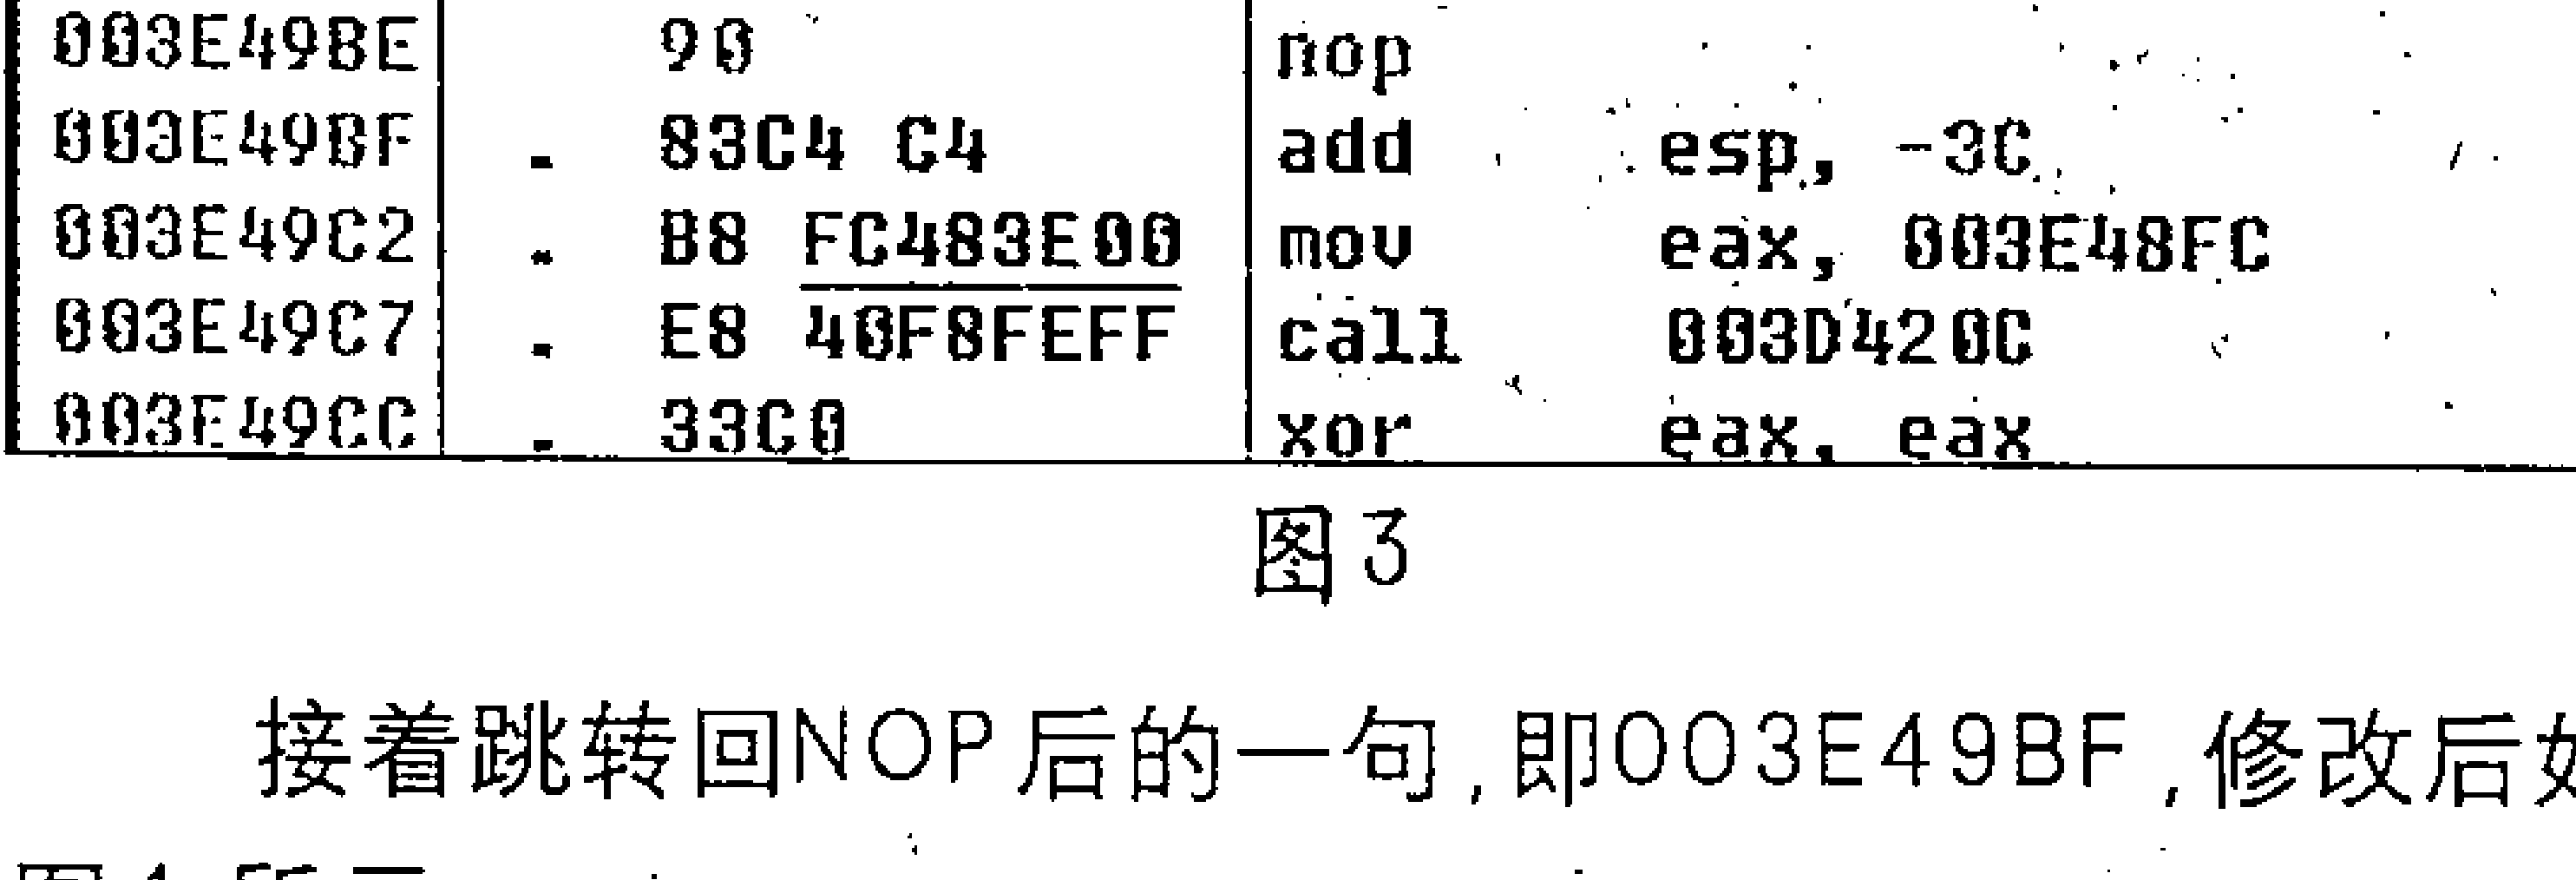 003E49BE 90 nop
003E49BF . 83C4 C4 add esp, -3C
003E49C2 . B8 FC483E00 mov eax, 003E48FC
003E49C7 . E8 40F8FEFF call 003D420C
003E49CC . 33C0 xor eax, eax
图3
接着跳转回NOP后的一句,即003E49BF,修改后如